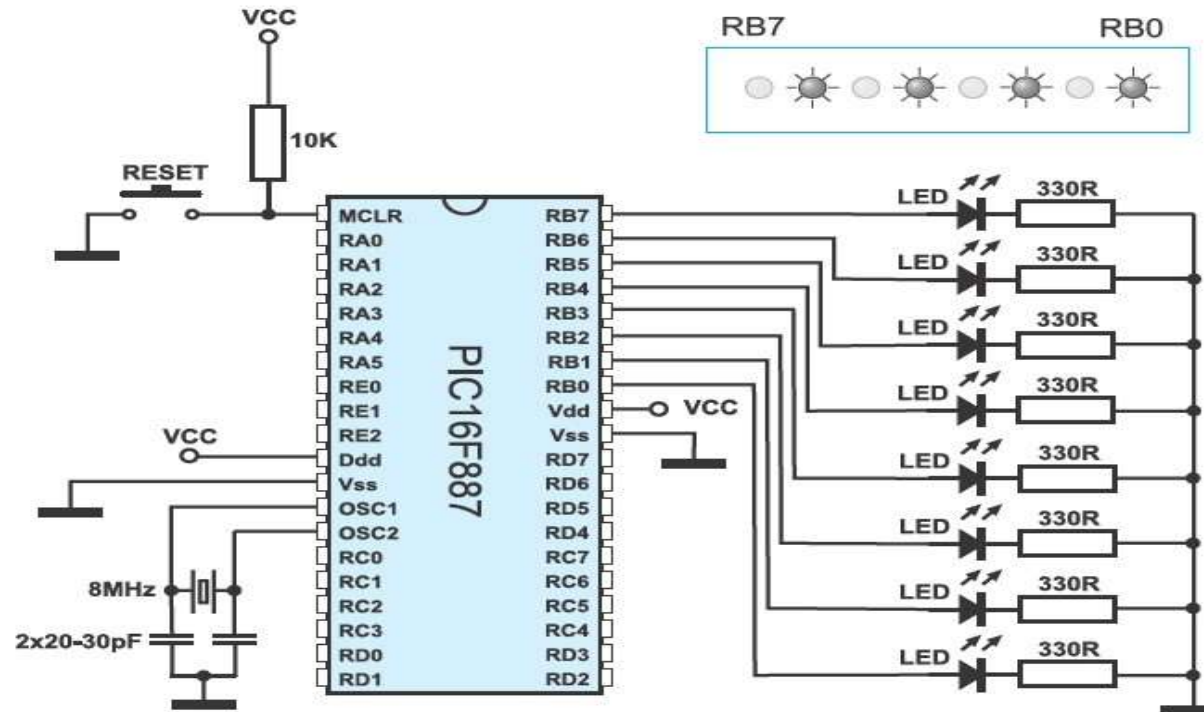 VCC
RB7 RB0
10K
RESET
LED 330R
MCLR RB7
RA0 RB6
LED 330R
RA1 RB5
RA2 RB4
RA3 RB3
LED 330R
RA4 RB2
RA5 RB1
RE0 RB0
LED 330R
RE1 Vdd VCC
RE2 Vss
VCC
Ddd RD7
LED 330R
Vss RD6
OSC1 RD5
OSC2 RD4
LED 330R
RC0 RC7
RC1 RC6
8MHz
LED 330R
RC2 RC5
RC3 RC4
2x20-30pF
RD0 RD3
LED 330R
RD1 RD2
PIC16F887